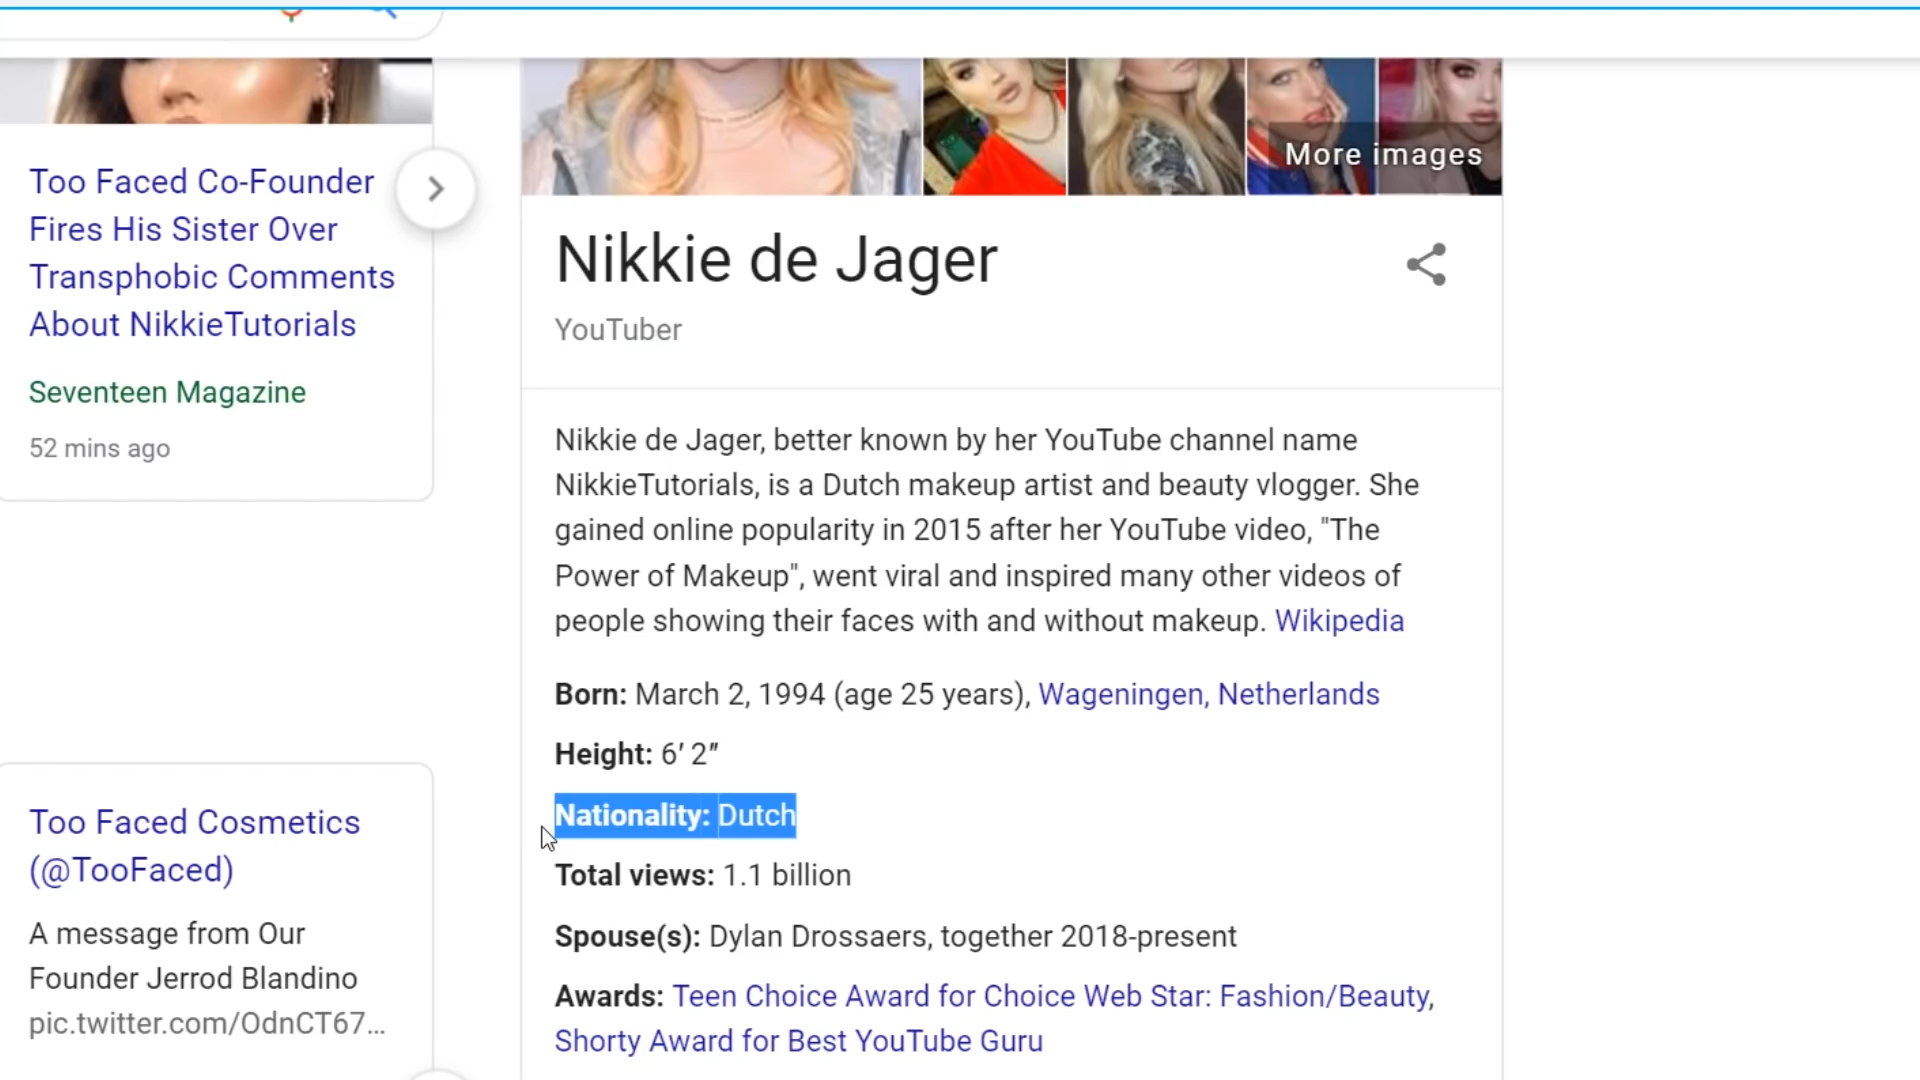 Too Faced Co-Founder
Fires His Sister Over
Transphobic Comments
About NikkieTutorials
Seventeen Magazine
52 mins ago
Too Faced Cosmetics
(@TooFaced)
A message from Our
Founder Jerrod Blandino
pic.twitter.com/OdnCT67...
More images
Nikkie de Jager
YouTuber
Nikkie de Jager, better known by her YouTube channel name
NikkieTutorials, is a Dutch makeup artist and beauty vlogger. She
gained online popularity in 2015 after her YouTube video, "The
Power of Makeup", went viral and inspired many other videos of
people showing their faces with and without makeup. Wikipedia
Born: March 2, 1994 (age 25 years), Wageningen, Netherlands
Height: 6′ 2″
Nationality: Dutch
Total views: 1.1 billion
Spouse(s): Dylan Drossaers, together 2018-present
Awards: Teen Choice Award for Choice Web Star: Fashion/Beauty,
Shorty Award for Best YouTube Guru